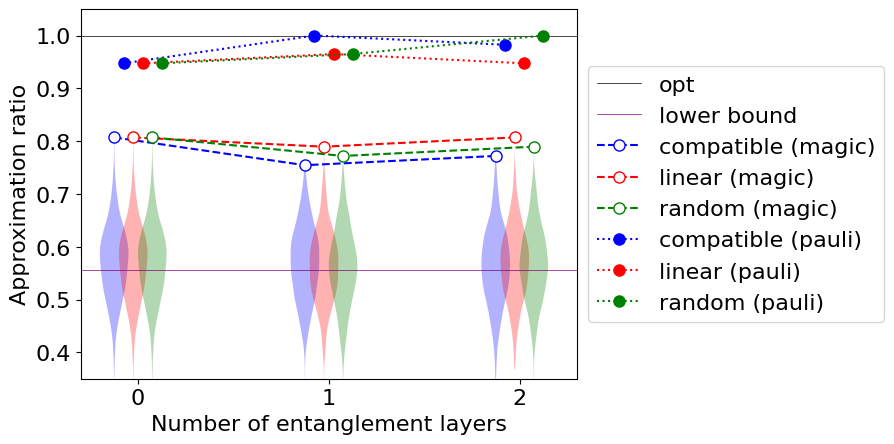 Approximation ratio
1.0
0.9
0.8
0.7
0.6
0.5
0.4
0
1
2
Number of entanglement layers
opt
lower bound
compatible (magic)
linear (magic)
random (magic)
compatible (pauli)
linear (pauli)
random (pauli)